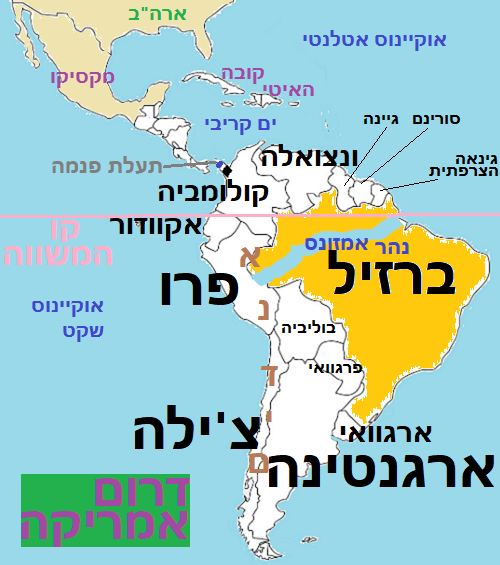 ארה"ב
אוקיינוס אטלנטי
מקסיקו
קובה
האיטי
ים קריבי
גיינה
סורינם
גינאה
הצרפתית
תעלת פנמה
ונצואלה
קולומביה
אקוודור
קו
המשווה
נהר אמזונס
ברזיל
פרו
אוקיינוס
שקט
א
נ
ד
י
ם
בוליביה
פרגוואי
צ'ילה
ארגוואי
ארגנטינה
דרום
אמריקה